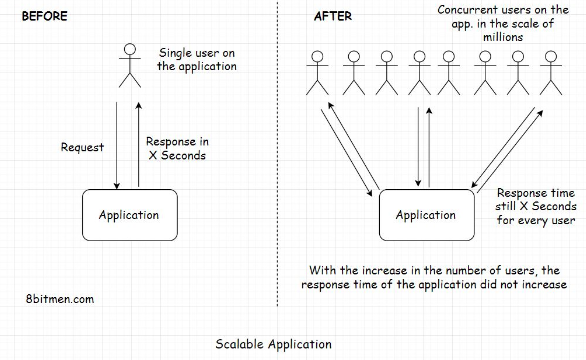 BEFORE
Single user on
the application
Request
Response in
X Seconds
Application
8bitmen.com
AFTER
Concurrent users on the
app. in the scale of
millions
Application
Response time
still X Seconds
for every user
With the increase in the number of users, the
response time of the application did not increase
Scalable Application